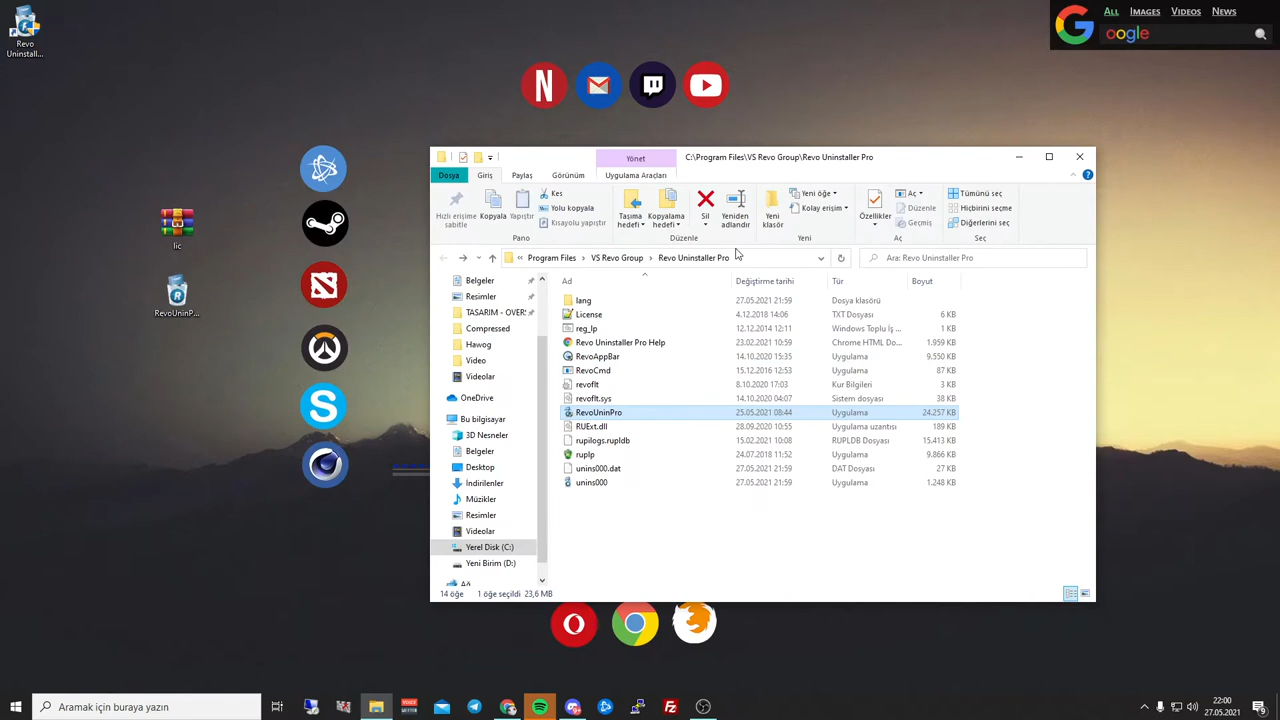 Revo
Uninstall...
All Images Videos News
oogle
N
lic
RevoUninP...
Yönet
C:\Program Files\VS Revo Group\Revo Uninstaller Pro
Dosya Giriş Paylaş Görünüm Uygulama Araçları
Hızlı erişime
sabitle
Kopyala
Yapıştır
Kes
Yolu kopyala
Kısayolu yapıştır
Taşıma
hedefi
Kopyalama
hedefi
Sil
Yeniden
adlandır
Yeni
klasör
Yeni öğe
Kolay erişim
Özellikler
Aç
Düzenle
Geçmiş
Tümünü seç
Hiçbirini seçme
Diğerlerini seç
Pano Düzenle Yeni Aç Seç
« Program Files › VS Revo Group › Revo Uninstaller Pro
Ara: Revo Uninstaller Pro
Belgeler
Resimler
TASARIM - OVER
Compressed
Hawog
Video
Videolar
OneDrive
Bu bilgisayar
3D Nesneler
Belgeler
Desktop
İndirilenler
Müzikler
Resimler
Videolar
Yerel Disk (C:)
Yeni Birim (D:)
Ağ
Ad Değiştirme tarihi Tür Boyut
lang 27.05.2021 21:59 Dosya klasörü
License 4.12.2018 14:06 TXT Dosyası 6 KB
reg_lp 12.12.2014 12:11 Windows Toplu İş ... 1 KB
Revo Uninstaller Pro Help 23.02.2021 10:59 Chrome HTML Do... 1.959 KB
RevoAppBar 14.10.2020 15:35 Uygulama 9.550 KB
RevoCmd 15.12.2016 12:53 Uygulama 87 KB
revoflt 8.10.2020 17:03 Kur Bilgileri 3 KB
revoflt.sys 14.10.2020 04:07 Sistem dosyası 38 KB
RevoUninPro 25.05.2021 08:44 Uygulama 24.257 KB
RUExt.dll 28.09.2020 10:55 Uygulama uzantısı 189 KB
rupilogs.rupldb 15.02.2021 10:08 RUPLDB Dosyası 15.413 KB
ruplp 24.07.2018 11:52 Uygulama 9.866 KB
unins000.dat 27.05.2021 21:59 DAT Dosyası 27 KB
unins000 27.05.2021 21:59 Uygulama 1.248 KB
14 öğe 1 öğe seçildi 23,6 MB
Aramak için buraya yazın
22:00
27.05.2021